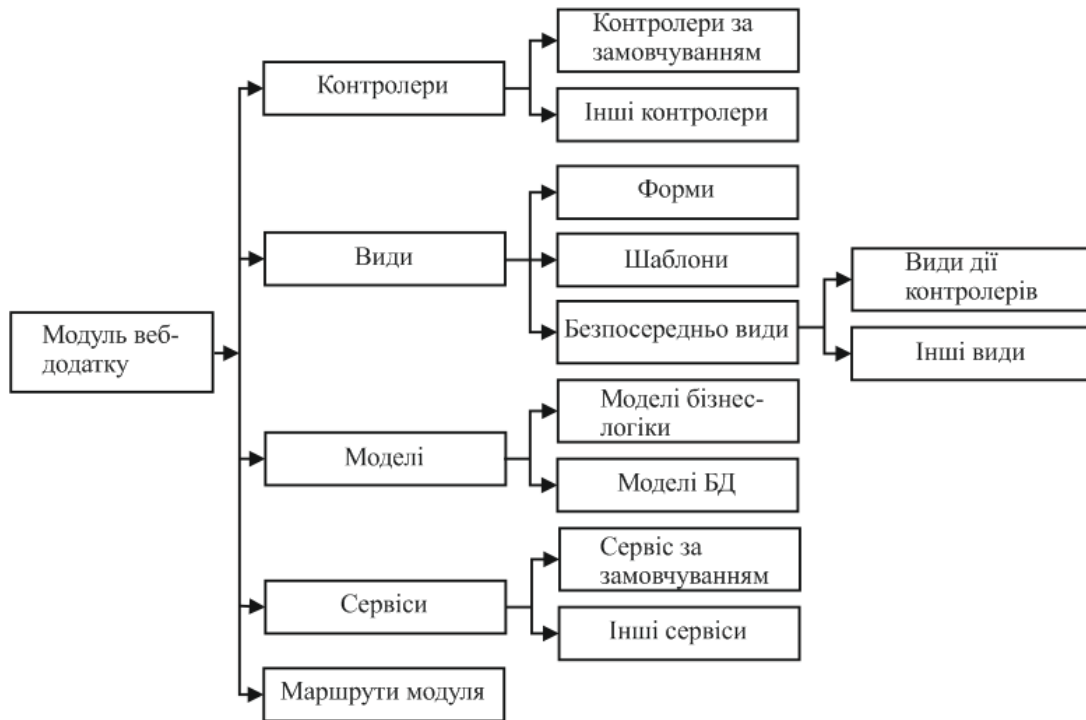 Модуль веб-
додатку
Контролери
Контролери за
замовчуванням
Інші контролери
Види
Форми
Шаблони
Безпосередньо види
Види дії
контролерів
Інші види
Моделі
Моделі бізнес-
логіки
Моделі БД
Сервіси
Сервіс за
замовчуванням
Інші сервіси
Маршрути модуля